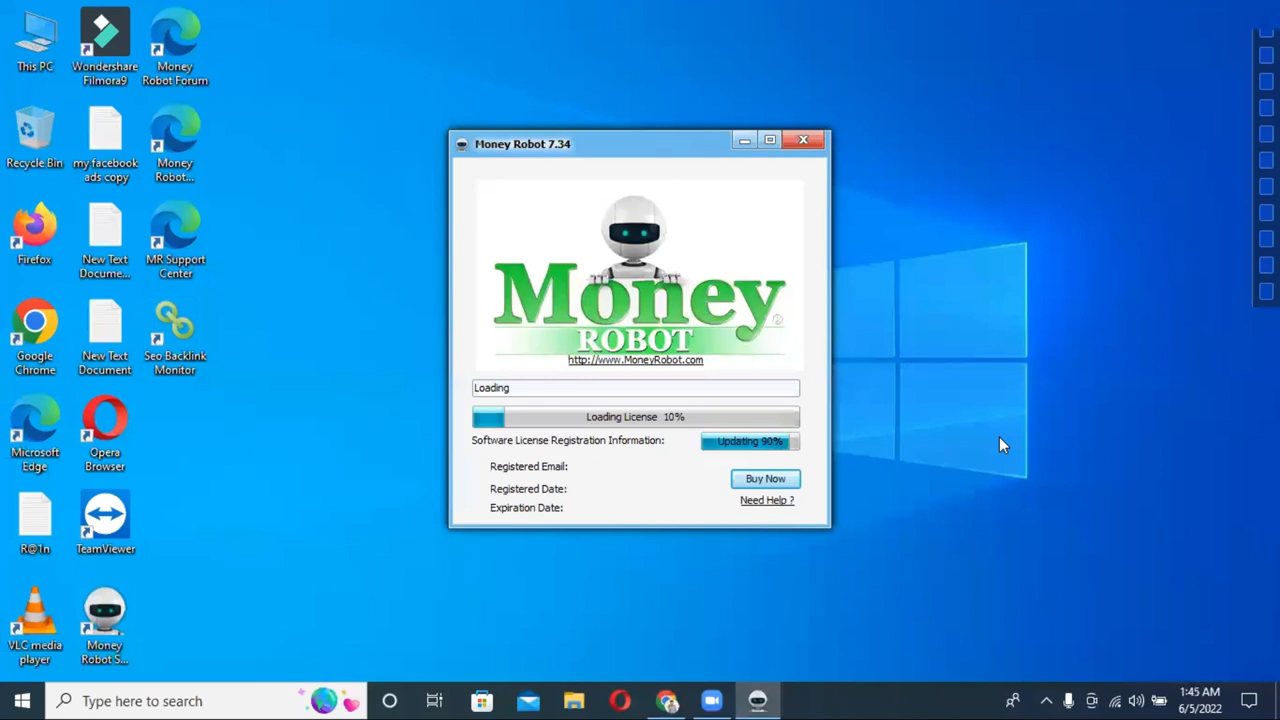 This PC
Wondershare
Filmora9
Money
Robot Forum
Recycle Bin
my facebook
ads copy
Money
Robot...
Firefox
New Text
Docume...
MR Support
Center
Google
Chrome
New Text
Document
Seo Backlink
Monitor
Microsoft
Edge
Opera
Browser
R@1n
TeamViewer
VLC media
player
Money
Robot S...
Money Robot 7.34
Money
ROBOT
http://www.MoneyRobot.com
Loading
Loading License 10%
Software License Registration Information:
Updating 90%
Registered Email:
Buy Now
Registered Date:
Need Help ?
Expiration Date:
Type here to search
1:45 AM
6/5/2022